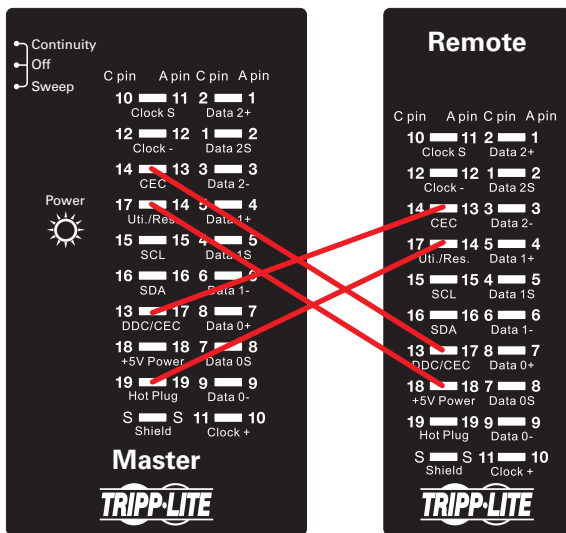 Continuity
Off
Sweep
Power
C pin A pin C pin A pin
10 11 2 1
Clock S Data 2+
12 12 1 2
Clock - Data 2S
14 13 3 3
CEC Data 2-
17 14 5 4
Uti./Res. Data 1+
15 15 4 5
SCL Data 1S
16 16 6 6
SDA Data 1-
13 17 8 7
DDC/CEC Data 0+
18 18 7 8
+5V Power Data 0S
19 19 9 9
Hot Plug Data 0-
S S 11 10
Shield Clock +
Master
TRIPP·LITE
Remote
C pin A pin C pin A pin
10 11 2 1
Clock S Data 2+
12 12 1 2
Clock - Data 2S
14 13 3 3
CEC Data 2-
17 14 5 4
Uti./Res. Data 1+
15 15 4 5
SCL Data 1S
16 16 6 6
SDA Data 1-
13 17 8 7
DDC/CEC Data 0+
18 18 7 8
+5V Power Data 0S
19 19 9 9
Hot Plug Data 0-
S S 11 10
Shield Clock +
TRIPP·LITE